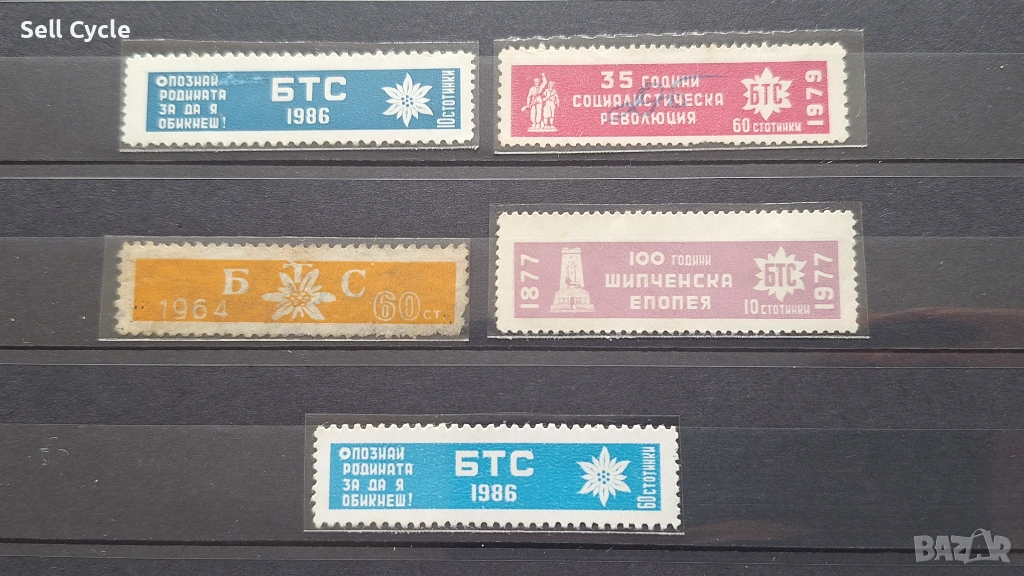 Sell Cycle
ОПОЗНАЙ
РОДИНАТА
ЗА ДА Я
ОБИКНЕШ!
БТС
1986
10 СТОТИНКИ
35 ГОДИНИ
СОЦИАЛИСТИЧЕСКА
РЕВОЛЮЦИЯ
БТС
60 СТОТИНКИ
1979
БТС
1964
60 СТ.
1877
100 ГОДИНИ
ШИПЧЕНСКА
ЕПОПЕЯ
БТС
10 СТОТИНКИ
1977
ОПОЗНАЙ
РОДИНАТА
ЗА ДА Я
ОБИКНЕШ!
БТС
1986
60 СТОТИНКИ
BAZAR